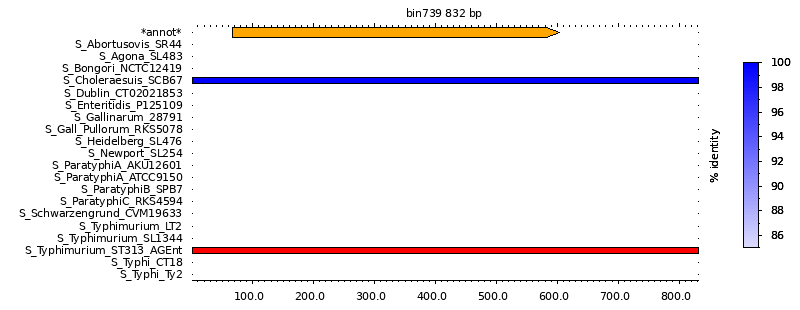 bin739 832 bp
*annot*
S_Abortusovis_SR44
S_Agona_SL483
S_Bongori_NCTC12419
S_Choleraesuis_SCB67
S_Dublin_CT02021853
S_Enteritidis_P125109
S_Gallinarum_28791
S_Gall_Pullorum_RKS5078
S_Heidelberg_SL476
S_Newport_SL254
S_ParatyphiA_AKU12601
S_ParatyphiA_ATCC9150
S_ParatyphiB_SPB7
S_ParatyphiC_RKS4594
S_Schwarzengrund_CVM19633
S_Typhimurium_LT2
S_Typhimurium_SL1344
S_Typhimurium_ST313_AGEnt
S_Typhi_CT18
S_Typhi_Ty2
100.0 200.0 300.0 400.0 500.0 600.0 700.0 800.0
% identity
100
98
96
94
92
90
88
86